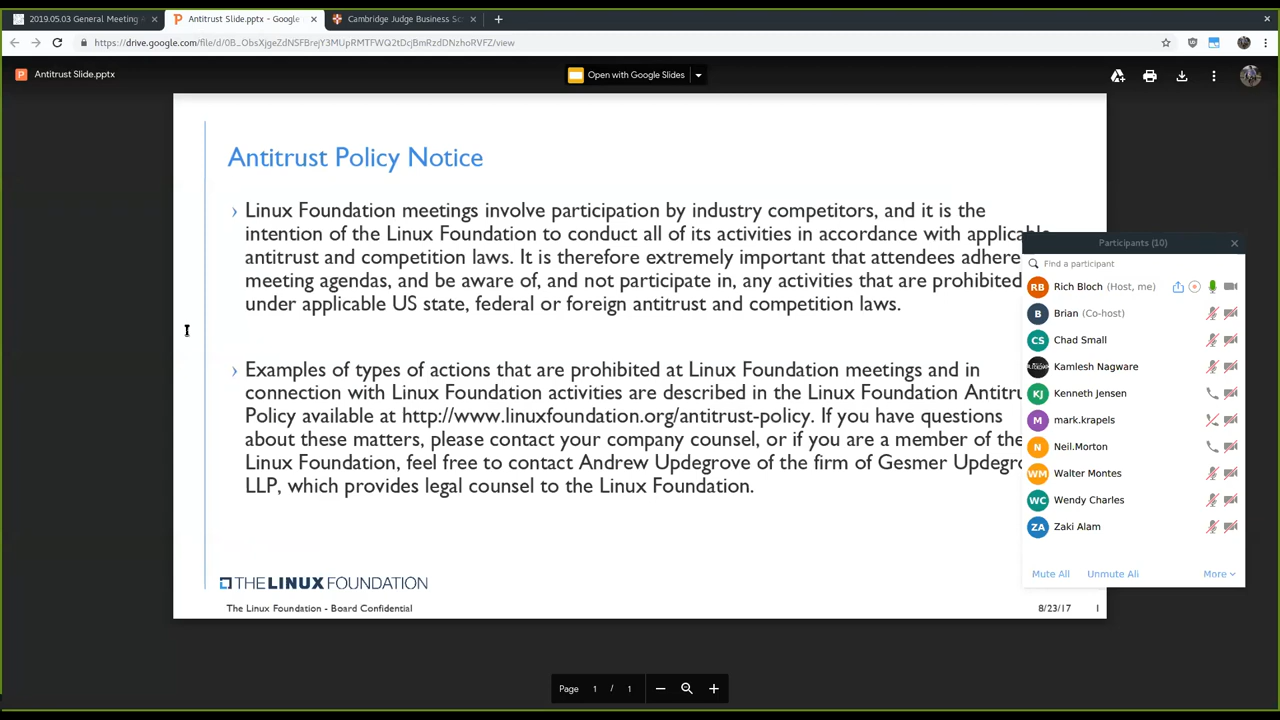 2019.05.03 General Meeting
Antitrust Slide.pptx - Google
Cambridge Judge Business Sc
https://drive.google.com/file/d/0B_ObsXjgeZdNSFBrejY3MUpRMTFWQ2tDcjBmRzdDNzhoRVFZ/view
Antitrust Slide.pptx
Open with Google Slides
Antitrust Policy Notice
Linux Foundation meetings involve participation by industry competitors, and it is the
intention of the Linux Foundation to conduct all of its activities in accordance with applicable
antitrust and competition laws. It is therefore extremely important that attendees adhere
meeting agendas, and be aware of, and not participate in, any activities that are prohibited
under applicable US state, federal or foreign antitrust and competition laws.
Examples of types of actions that are prohibited at Linux Foundation meetings and in
connection with Linux Foundation activities are described in the Linux Foundation Antitru
Policy available at http://www.linuxfoundation.org/antitrust-policy. If you have questions
about these matters, please contact your company counsel, or if you are a member of the
Linux Foundation, feel free to contact Andrew Updegrove of the firm of Gesmer Updegro
LLP, which provides legal counsel to the Linux Foundation.
THE LINUX FOUNDATION
The Linux Foundation - Board Confidential
8/23/17 1
Participants (10)
Find a participant
RB Rich Bloch (Host, me)
B Brian (Co-host)
CS Chad Small
Kamlesh Nagware
KJ Kenneth Jensen
M mark.krapels
N Neil.Morton
WM Walter Montes
WC Wendy Charles
ZA Zaki Alam
Mute All Unmute All More
Page 1 / 1